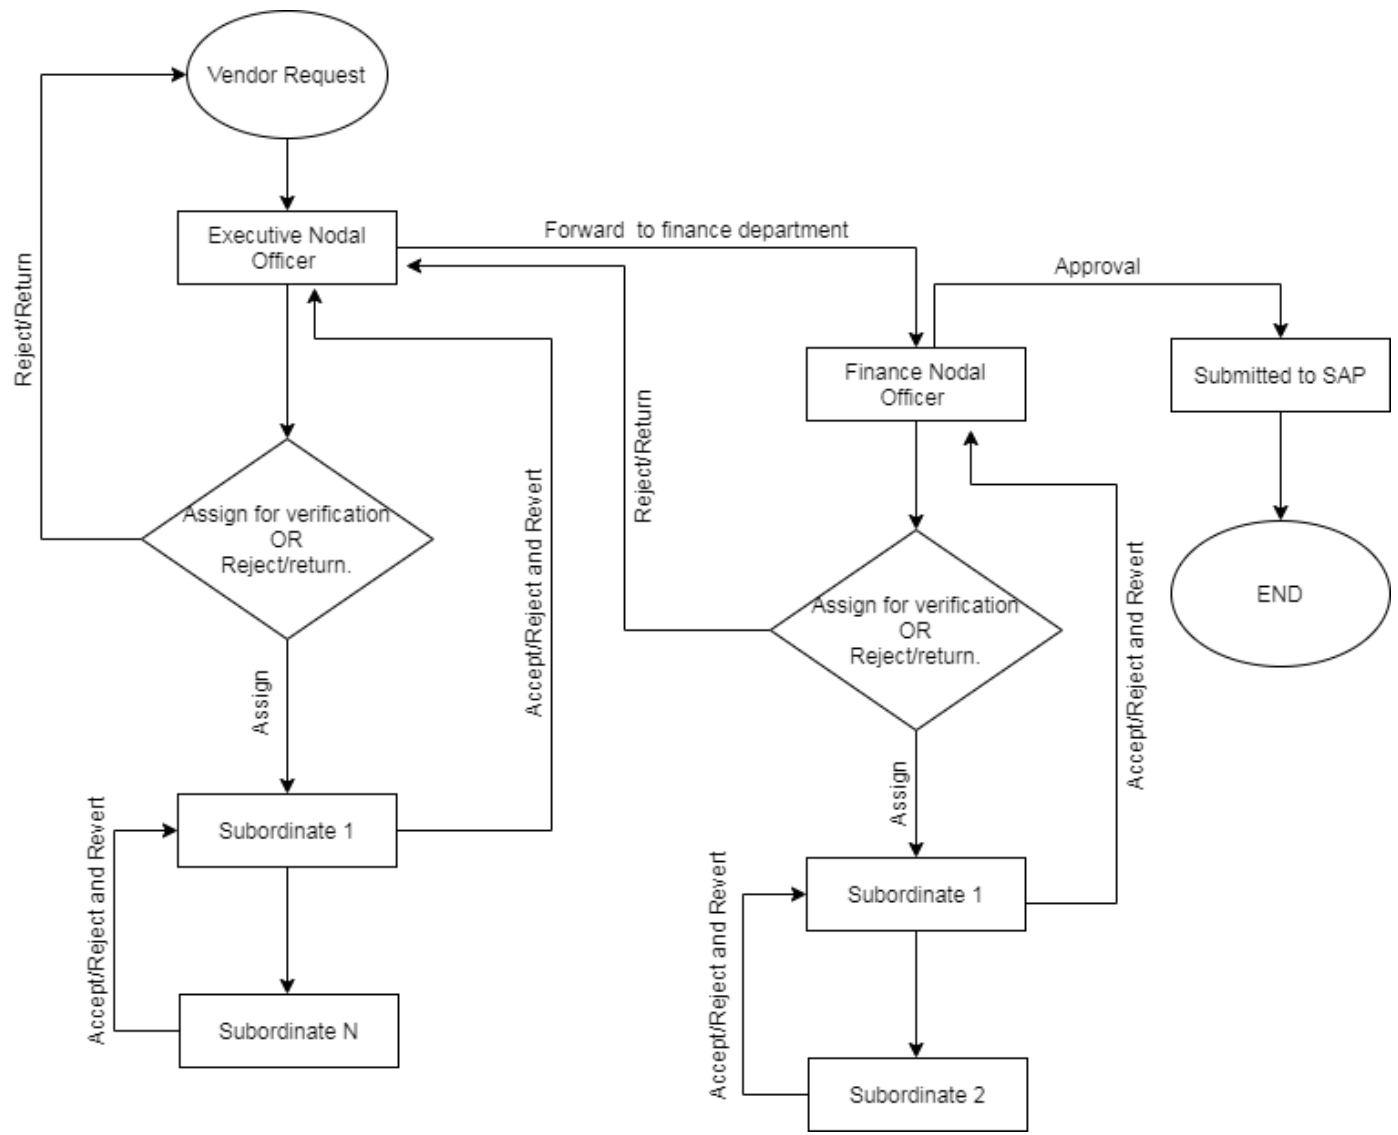 Vendor Request
Executive Nodal
Officer
Forward to finance department
Approval
Reject/Return
Finance Nodal
Officer
Submitted to SAP
Reject/Return
Assign for verification
OR
Reject/return.
Accept/Reject and Revert
Assign for verification
OR
Reject/return.
Accept/Reject and Revert
END
Assign
Assign
Subordinate 1
Accept/Reject and Revert
Subordinate 1
Accept/Reject and Revert
Subordinate N
Subordinate 2